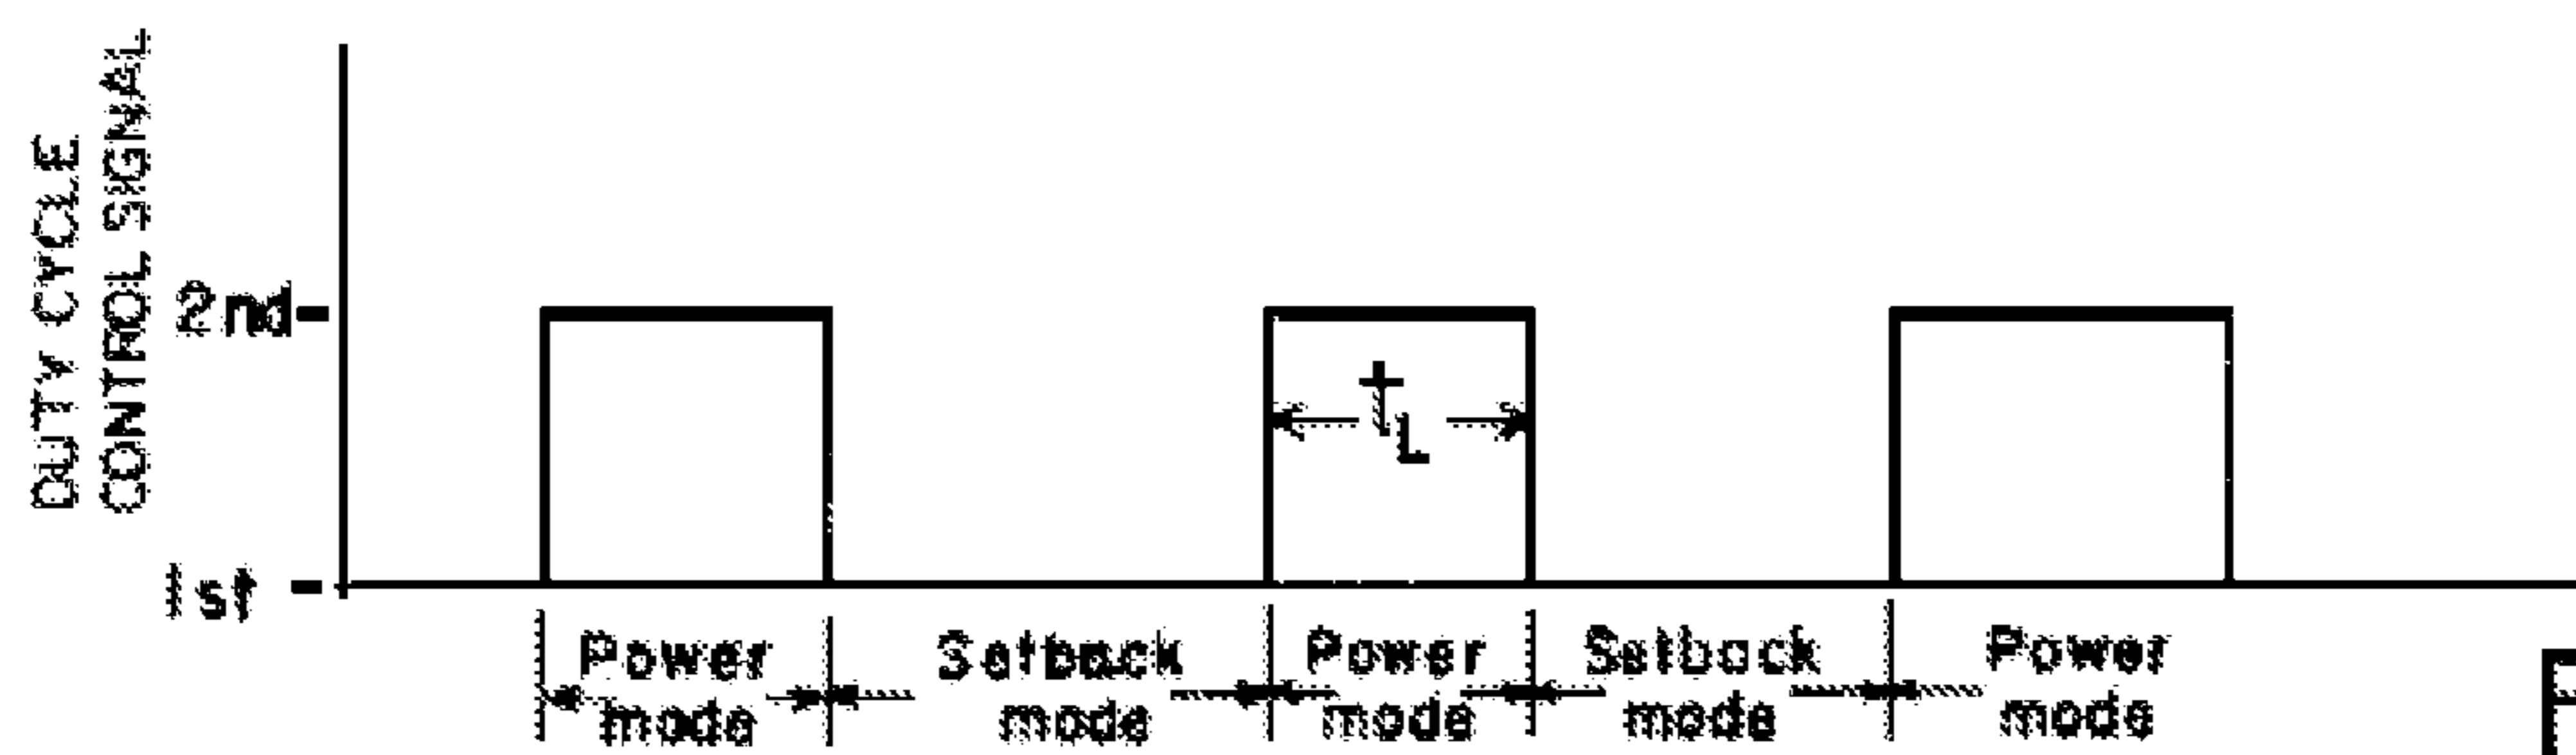 DUTY CYCLE
CONTROL SIGNAL
2nd
1st
tL
Power mode
Setback mode
Power mode
Setback mode
Power mode